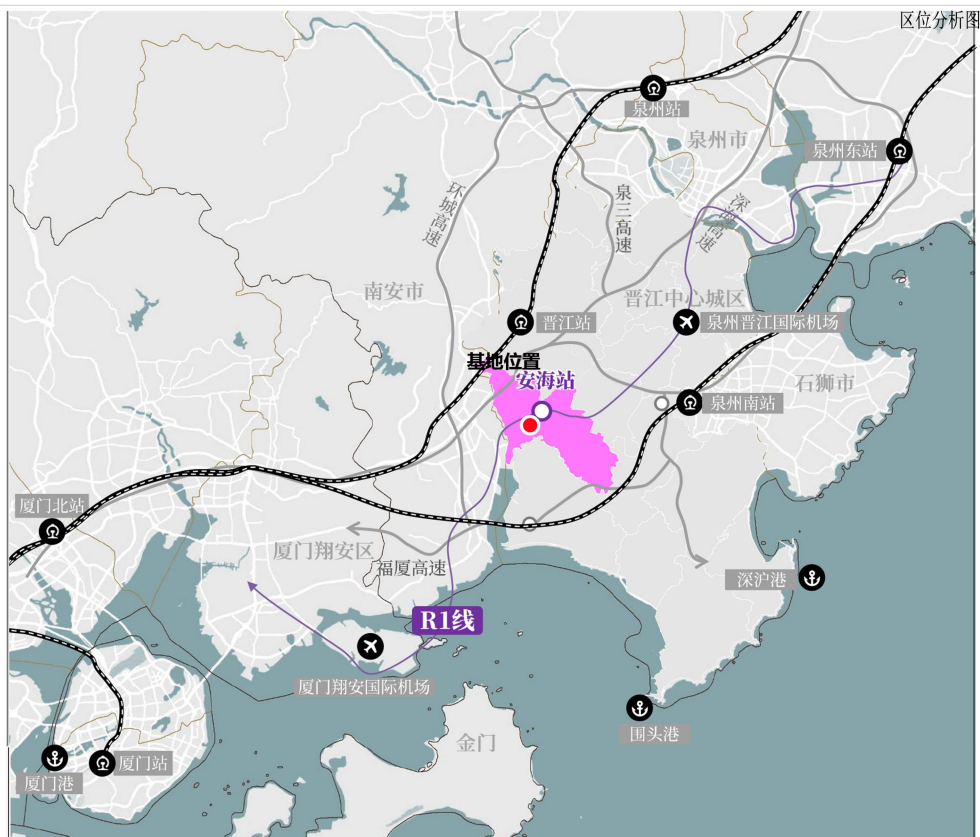 区位分析图
泉州站
泉州市
泉州东站
环城高速
泉三高速
深海高速
南安市
晋江中心城区
晋江站
泉州晋江国际机场
基地位置
安海站
石狮市
泉州南站
厦门北站
厦门翔安区
福厦高速
深沪港
R1线
厦门翔安国际机场
围头港
金门
厦门站
厦门港